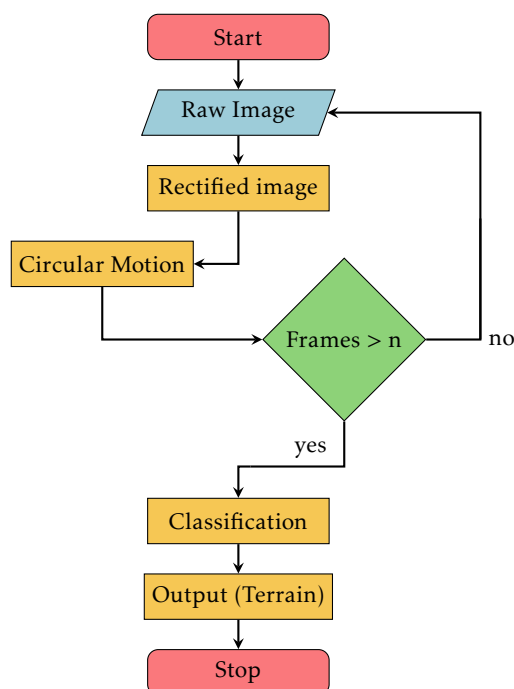 Start
Raw Image
Rectified image
Circular Motion
Frames > n
no
yes
Classification
Output (Terrain)
Stop